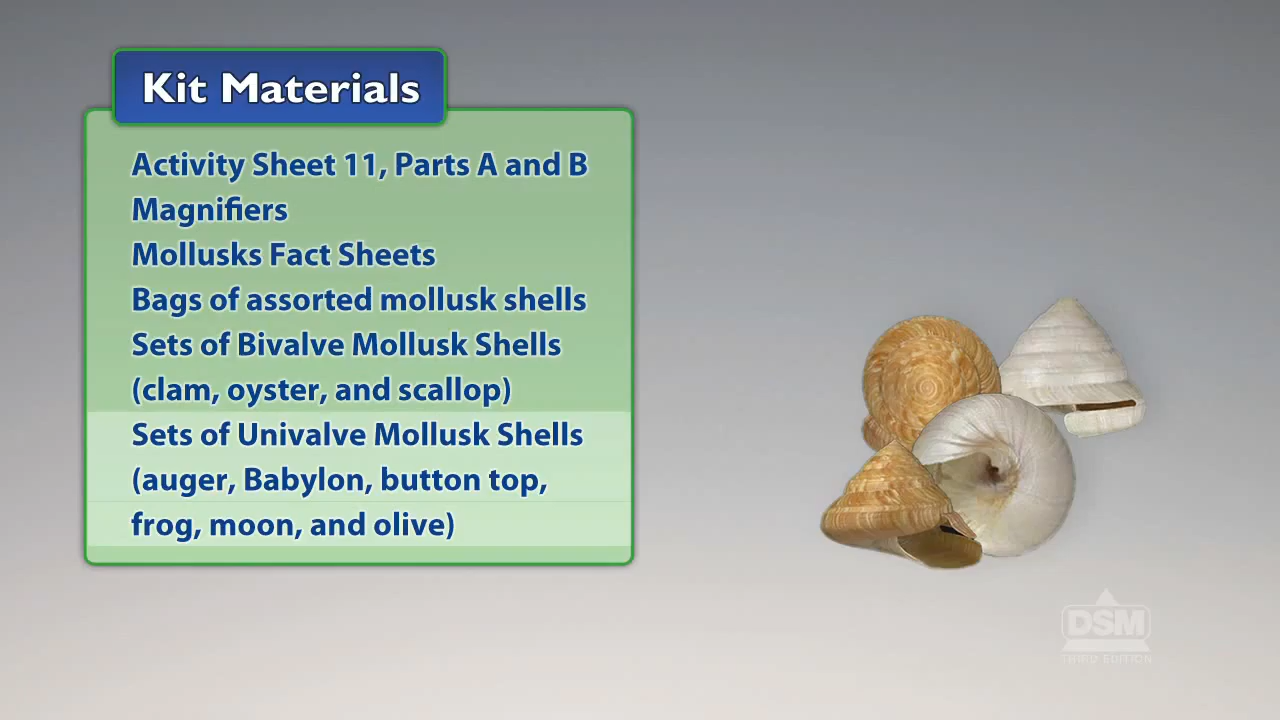 Kit Materials
Activity Sheet 11, Parts A and B
Magnifiers
Mollusks Fact Sheets
Bags of assorted mollusk shells
Sets of Bivalve Mollusk Shells
(clam, oyster, and scallop)
Sets of Univalve Mollusk Shells
(auger, Babylon, button top,
frog, moon, and olive)
DSM
THIRD EDITION